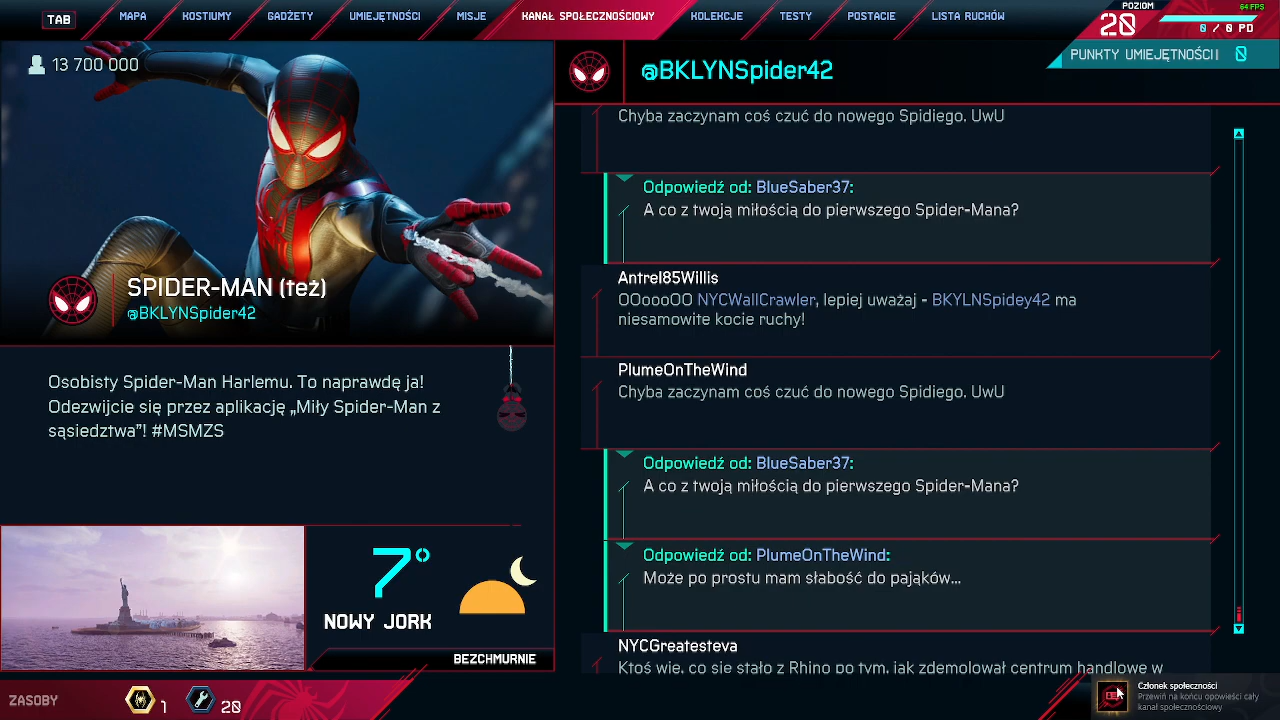 TAB
MAPA
KOSTIUMY
GADŻETY
UMIEJĘTNOŚCI
MISJE
KANAŁ SPOŁECZNOŚCIOWY
KOLEKCJE
TESTY
POSTACIE
LISTA RUCHÓW
POZIOM
20
64 FPS
0 / 0 PD
PUNKTY UMIEJĘTNOŚCI 0
13 700 000
SPIDER-MAN (też)
@BKLYNSpider42
Osobisty Spider-Man Harlemu. To naprawdę ja!
Odezwijcie się przez aplikację „Miły Spider-Man z
sąsiedztwa”! #MSMZS
7°
NOWY JORK
BEZCHMURNIE
@BKLYNSpider42
Chyba zaczynam coś czuć do nowego Spidiego. UwU
Odpowiedź od: BlueSaber37:
A co z twoją miłością do pierwszego Spider-Mana?
Antrel85Willis
OOoooOO NYCWallCrawler, lepiej uważaj - BKYLNSpidey42 ma
niesamowite kocie ruchy!
PlumeOnTheWind
Chyba zaczynam coś czuć do nowego Spidiego. UwU
Odpowiedź od: BlueSaber37:
A co z twoją miłością do pierwszego Spider-Mana?
Odpowiedź od: PlumeOnTheWind:
Może po prostu mam słabość do pająków...
NYCGreatesteva
Ktoś wie, co się stało z Rhino po tym, jak zdemolował centrum handlowe w
ZASOBY
1
20
Członek społeczności
Przewiń na końcu opowieści cały
kanał społecznościowy